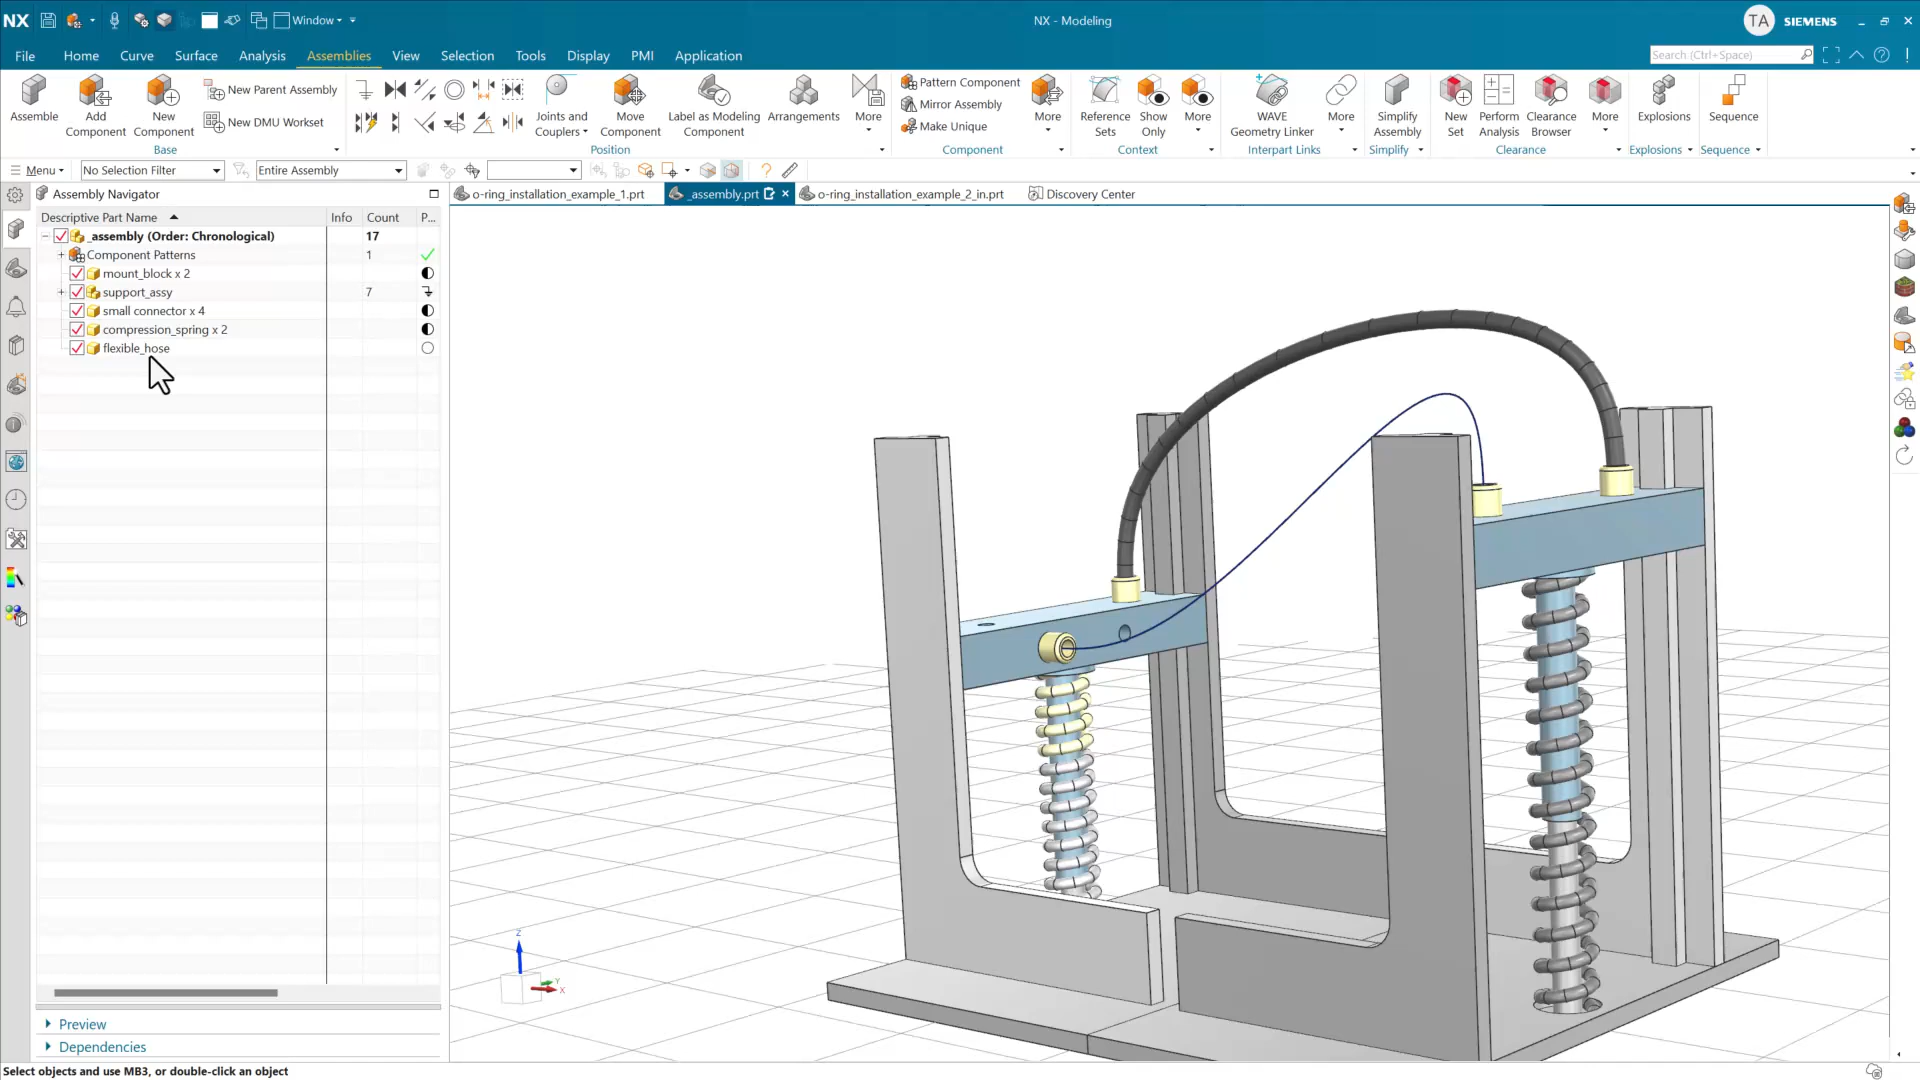 NX
Window
NX - Modeling
TA
SIEMENS
File
Home
Curve
Surface
Analysis
Assemblies
View
Selection
Tools
Display
PMI
Application
Search (Ctrl+Space)
Assemble
Add
Component
New
Component
New Parent Assembly
New DMU Workset
Base
Joints and
Couplers
Move
Component
Label as Modeling
Component
Arrangements
More
Position
Pattern Component
Mirror Assembly
Make Unique
More
Component
Reference
Sets
Show
Only
More
Context
WAVE
Geometry Linker
More
Interpart Links
Simplify
Assembly
Simplify
New
Set
Perform
Analysis
Clearance
Browser
More
Clearance
Explosions
Explosions
Sequence
Sequence
Menu
No Selection Filter
Entire Assembly
Assembly Navigator
o-ring_installation_example_1.prt
_assembly.prt
o-ring_installation_example_2_in.prt
Discovery Center
Descriptive Part Name
Info
Count
P...
_assembly (Order: Chronological)
17
Component Patterns
1
mount_block x 2
support_assy
7
small connector x 4
compression_spring x 2
flexible_hose
Z
Y
X
Preview
Dependencies
Select objects and use MB3, or double-click an object